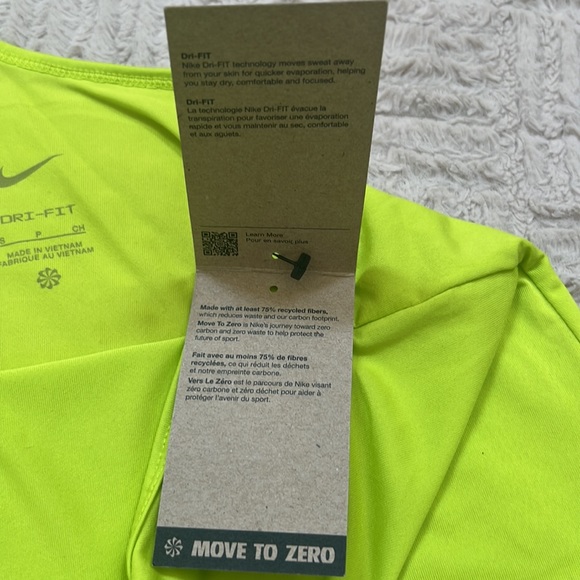 Dri-FIT
Nike Dri-FIT technology moves sweat away
from your skin for quicker evaporation, helping
you stay dry, comfortable and focused.
Dri-FIT
La technologie Nike Dri-FIT évacue la
transpiration pour favoriser une évaporation
rapide et vous maintenir au sec, confortable
et aux aguets.
Learn More
Pour en savoir plus
Made with at least 75% recycled fibers,
which reduces waste and our carbon footprint.
Move To Zero is Nike's journey toward zero
carbon and zero waste to help protect the
future of sport.
Fait avec au moins 75 % de fibres
recyclées, ce qui réduit les déchets
et notre empreinte carbone.
Vers Le Zéro est le parcours de Nike visant
zéro carbone et zéro déchet pour aider à
protéger l'avenir du sport.
MOVE TO ZERO
DRI-FIT
S P CH
MADE IN VIETNAM
FABRIQUE AU VIETNAM